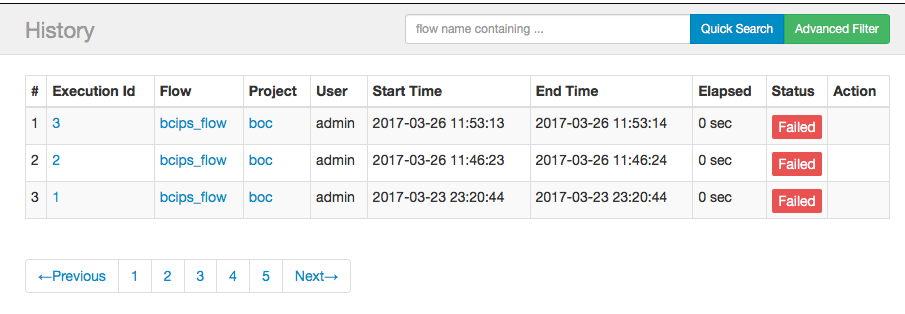 History
flow name containing ... Quick Search Advanced Filter
# Execution Id Flow Project User Start Time End Time Elapsed Status Action
1 3 bcips_flow boc admin 2017-03-26 11:53:13 2017-03-26 11:53:14 0 sec Failed
2 2 bcips_flow boc admin 2017-03-26 11:46:23 2017-03-26 11:46:24 0 sec Failed
3 1 bcips_flow boc admin 2017-03-23 23:20:44 2017-03-23 23:20:44 0 sec Failed
←Previous 1 2 3 4 5 Next→